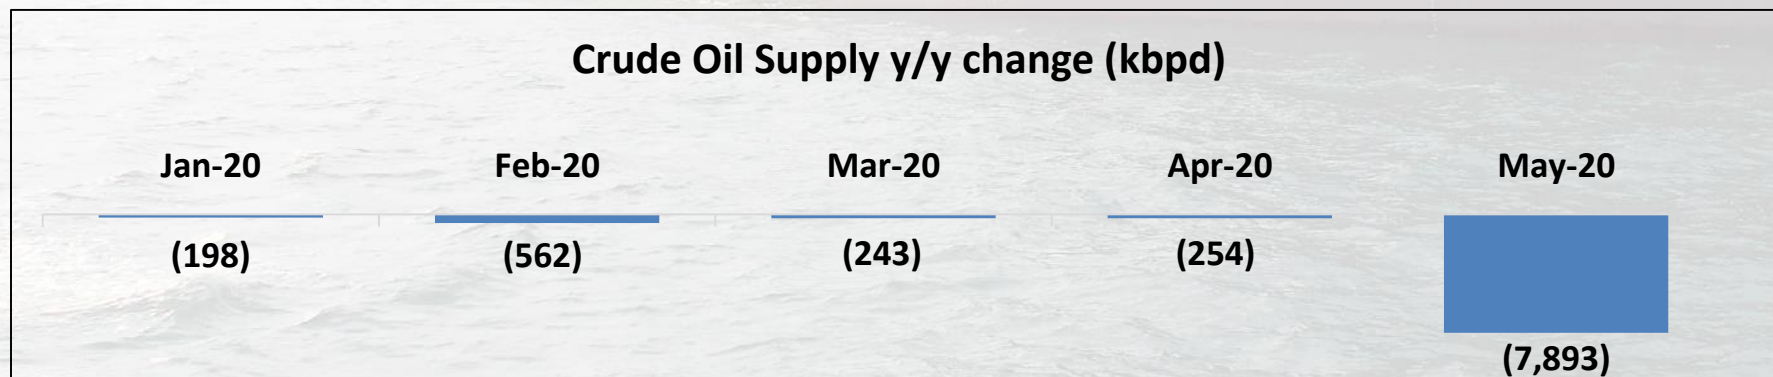 Crude Oil Supply y/y change (kbpd)
Jan-20 Feb-20 Mar-20 Apr-20 May-20
(198) (562) (243) (254)
(7,893)